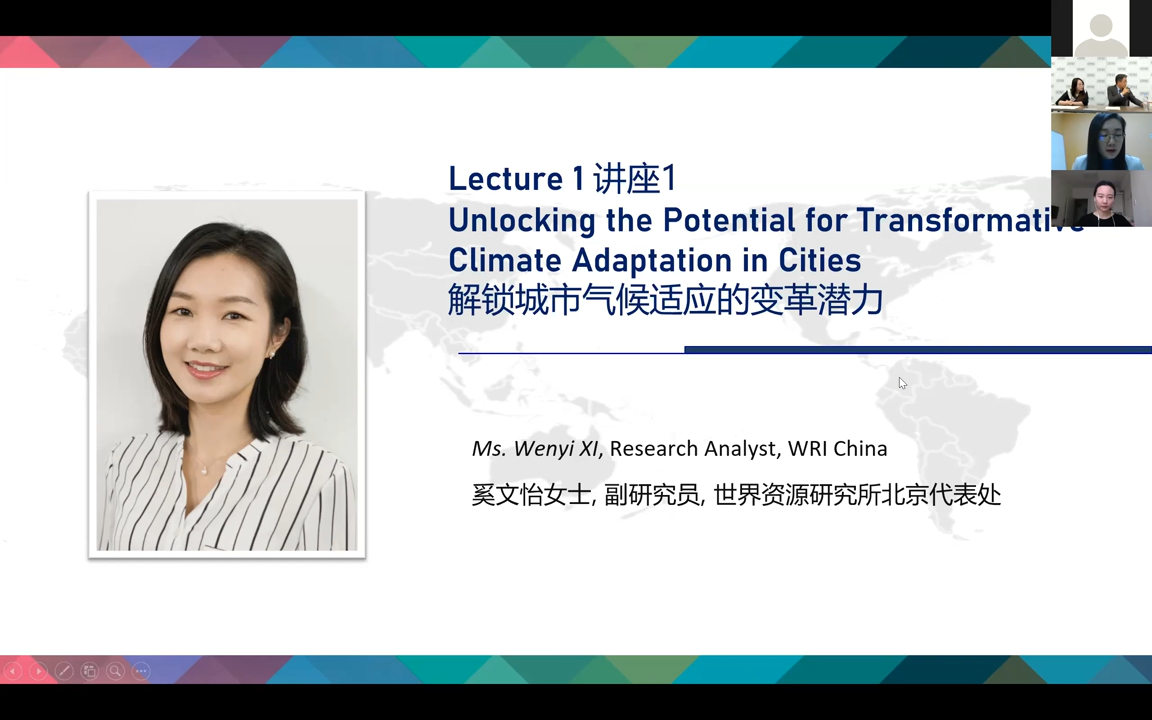 Lecture 1 讲座1
Unlocking the Potential for Transformative
Climate Adaptation in Cities
解锁城市气候适应的变革潜力
Ms. Wenyi XI, Research Analyst, WRI China
奚文怡女士, 副研究员, 世界资源研究所北京代表处